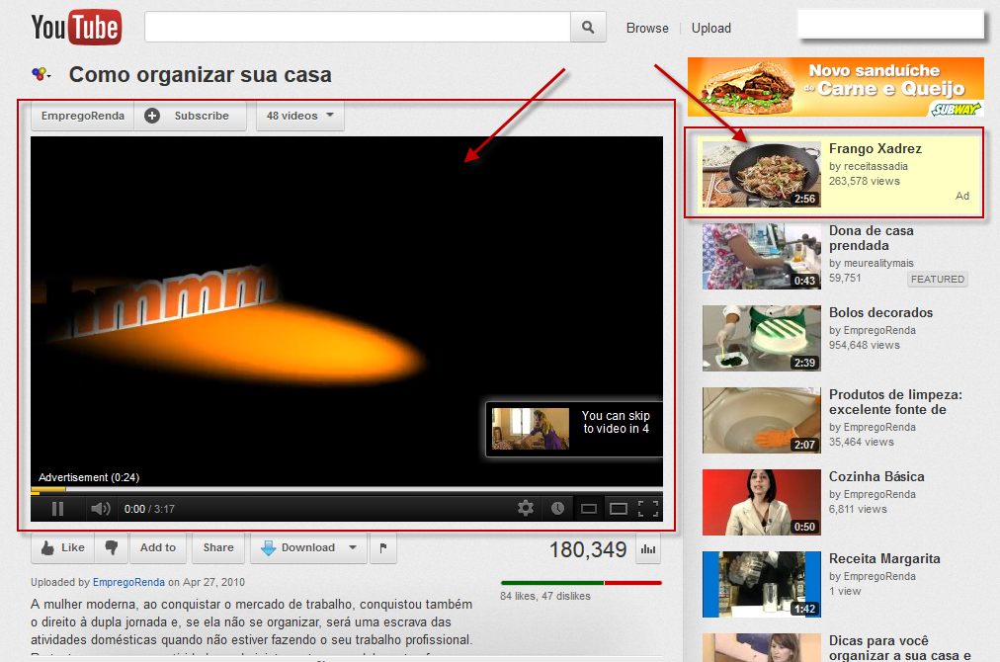 YouTube
Browse
Upload
Como organizar sua casa
EmpregoRenda
Subscribe
48 videos
hmmmm
You can skip
to video in 4
Advertisement (0:24)
0:00 / 3:17
Like
Add to
Share
Download
180,349
Uploaded by EmpregoRenda on Apr 27, 2010
84 likes, 47 dislikes
A mulher moderna, ao conquistar o mercado de trabalho, conquistou também
o direito à dupla jornada e, se ela não se organizar, será uma escrava das
atividades domésticas quando não estiver fazendo o seu trabalho profissional.
Novo sanduíche
de Carne e Queijo
SUBWAY
Frango Xadrez
by receitassadia
263,578 views
2:56
Ad
Dona de casa
prendada
by meurealitymais
59,751
FEATURED
0:43
Bolos decorados
by EmpregoRenda
954,648 views
2:39
Produtos de limpeza:
excelente fonte de
by EmpregoRenda
35,464 views
2:07
Cozinha Básica
by EmpregoRenda
6,811 views
0:50
Receita Margarita
by EmpregoRenda
1 view
1:42
Dicas para você
organizar a sua casa e